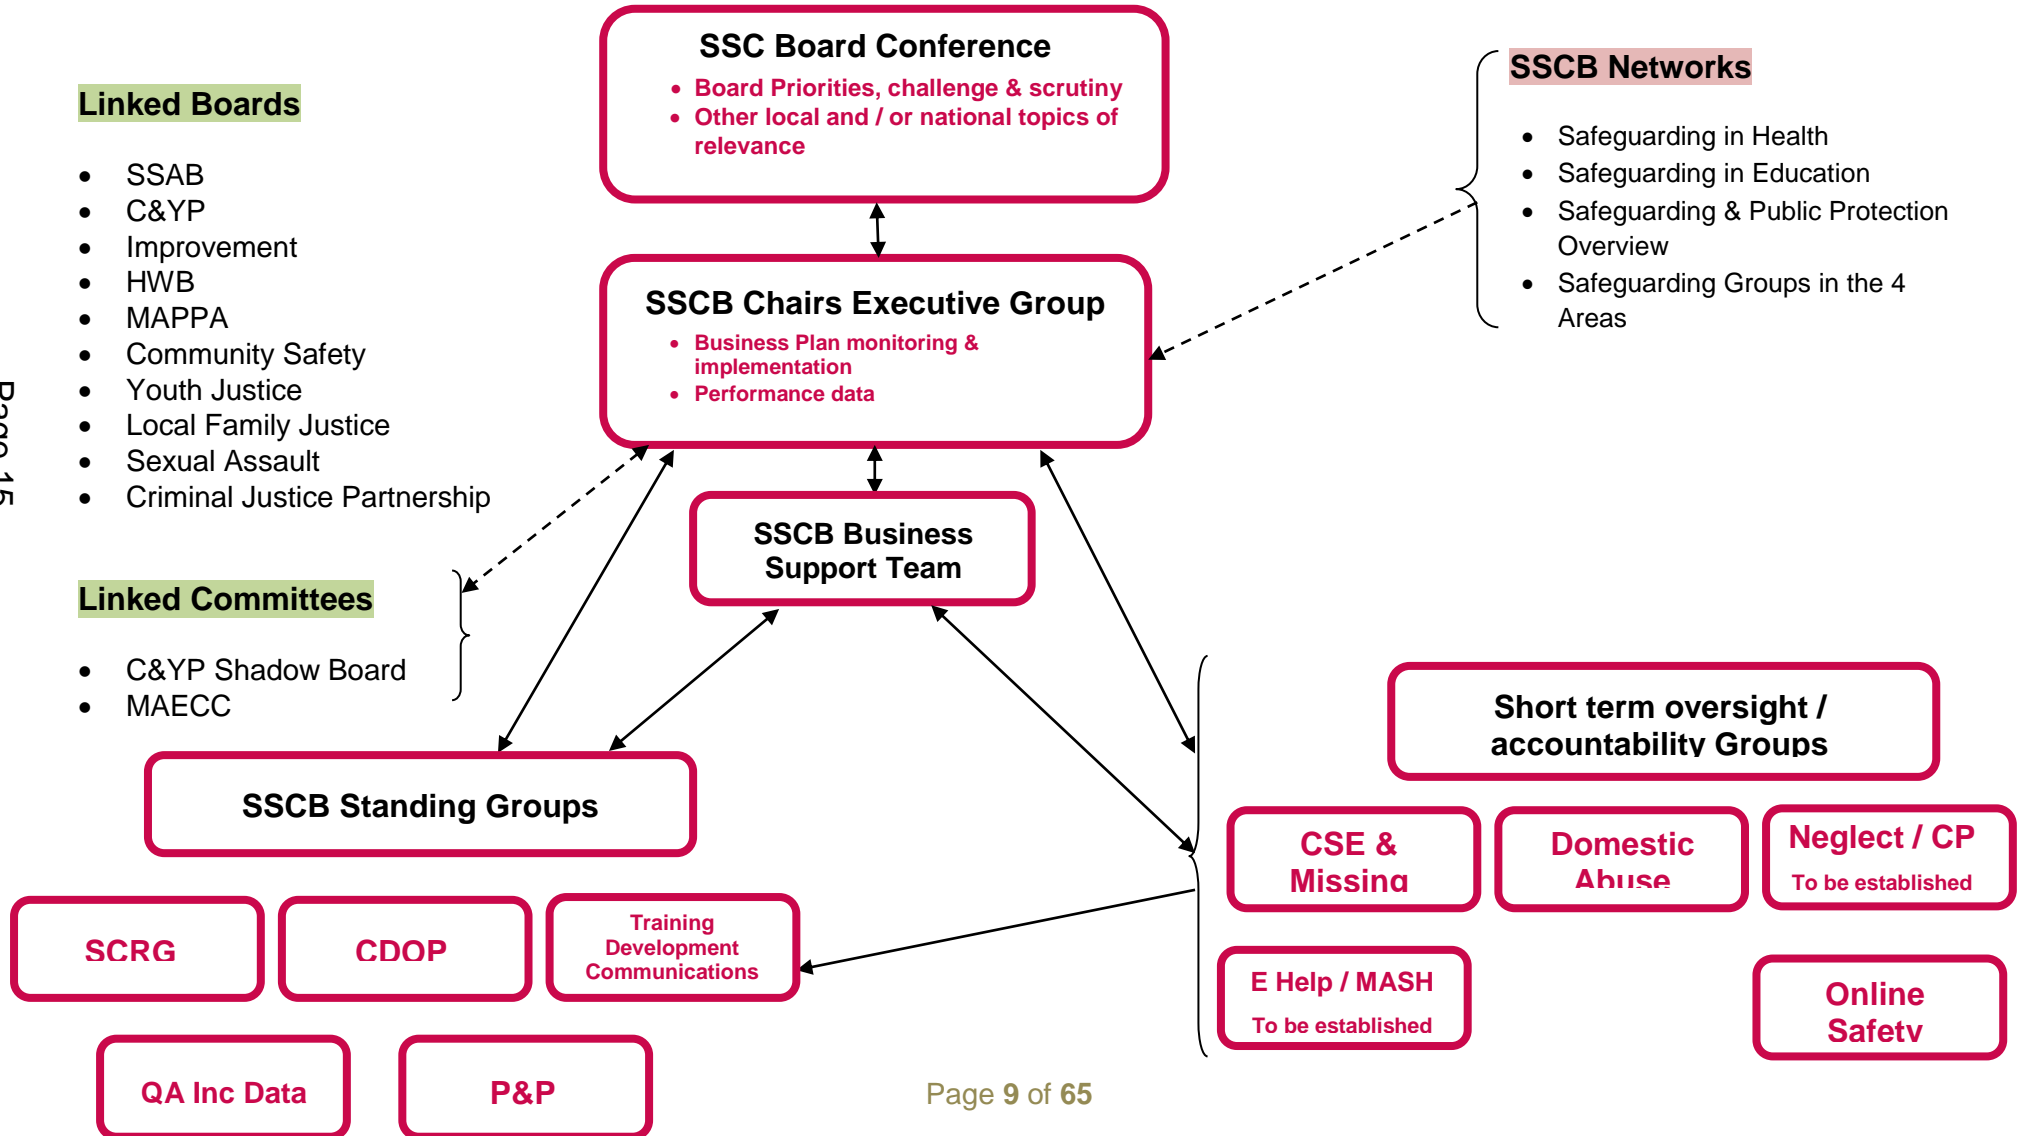 SSC Board Conference
• Board Priorities, challenge & scrutiny
• Other local and / or national topics of
relevance
SSCB Networks
• Safeguarding in Health
• Safeguarding in Education
• Safeguarding & Public Protection
Overview
• Safeguarding Groups in the 4
Areas
Linked Boards
• SSAB
• C&YP
• Improvement
• HWB
• MAPPA
• Community Safety
• Youth Justice
• Local Family Justice
• Sexual Assault
• Criminal Justice Partnership
SSCB Chairs Executive Group
• Business Plan monitoring &
implementation
• Performance data
SSCB Business
Support Team
Linked Committees
• C&YP Shadow Board
• MAECC
Short term oversight /
accountability Groups
SSCB Standing Groups
CSE &
Missing
Domestic
Abuse
Neglect / CP
To be established
SCRG
CDOP
Training
Development
Communications
E Help / MASH
To be established
Online
Safety
QA Inc Data
P&P
Page 9 of 65
Page 15